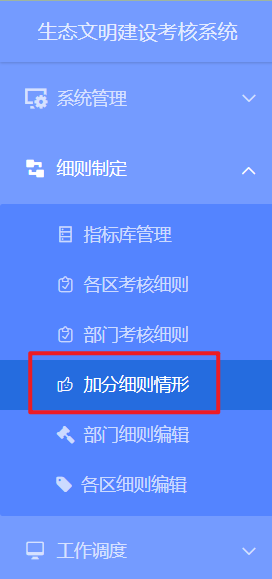 生态文明建设考核系统
系统管理
细则制定
指标库管理
各区考核细则
部门考核细则
加分细则情形
部门细则编辑
各区细则编辑
工作调度